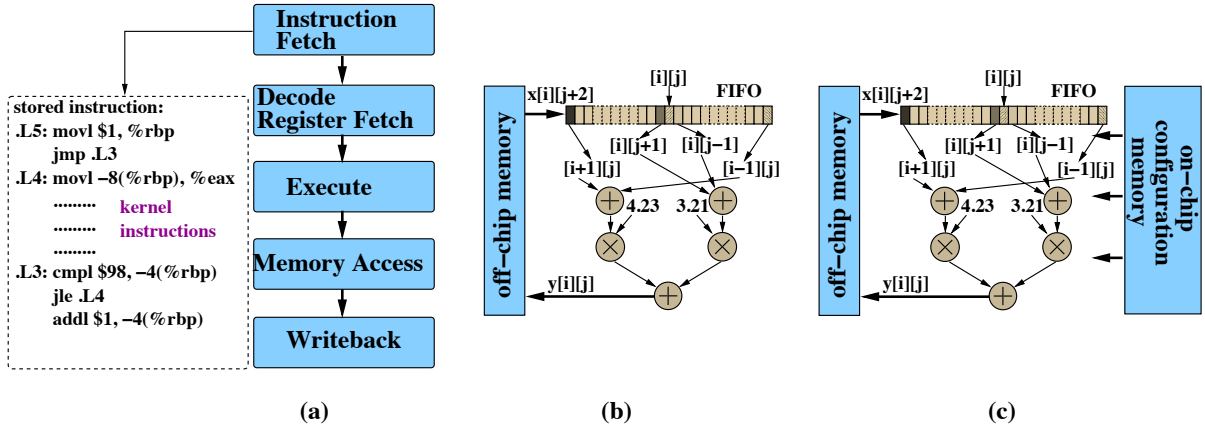 Instruction
Fetch
Decode
Register Fetch
Execute
Memory Access
Writeback
stored instruction:
.L5: movl $1, %rbp
jmp .L3
.L4: movl −8(%rbp), %eax
......... kernel
......... instructions
.........
.L3: cmpl $98, −4(%rbp)
jle .L4
addl $1, −4(%rbp)
(a)
off−chip memory
x[i][j+2]
[i][j]
FIFO
[i][j+1]
[i][j−1]
[i+1][j]
[i−1][j]
+
+
4.23
3.21
×
×
y[i][j]
+
(b)
off−chip memory
x[i][j+2]
[i][j]
FIFO
[i][j+1]
[i][j−1]
[i+1][j]
[i−1][j]
+
+
4.23
3.21
×
×
y[i][j]
+
on−chip
configuration
memory
(c)